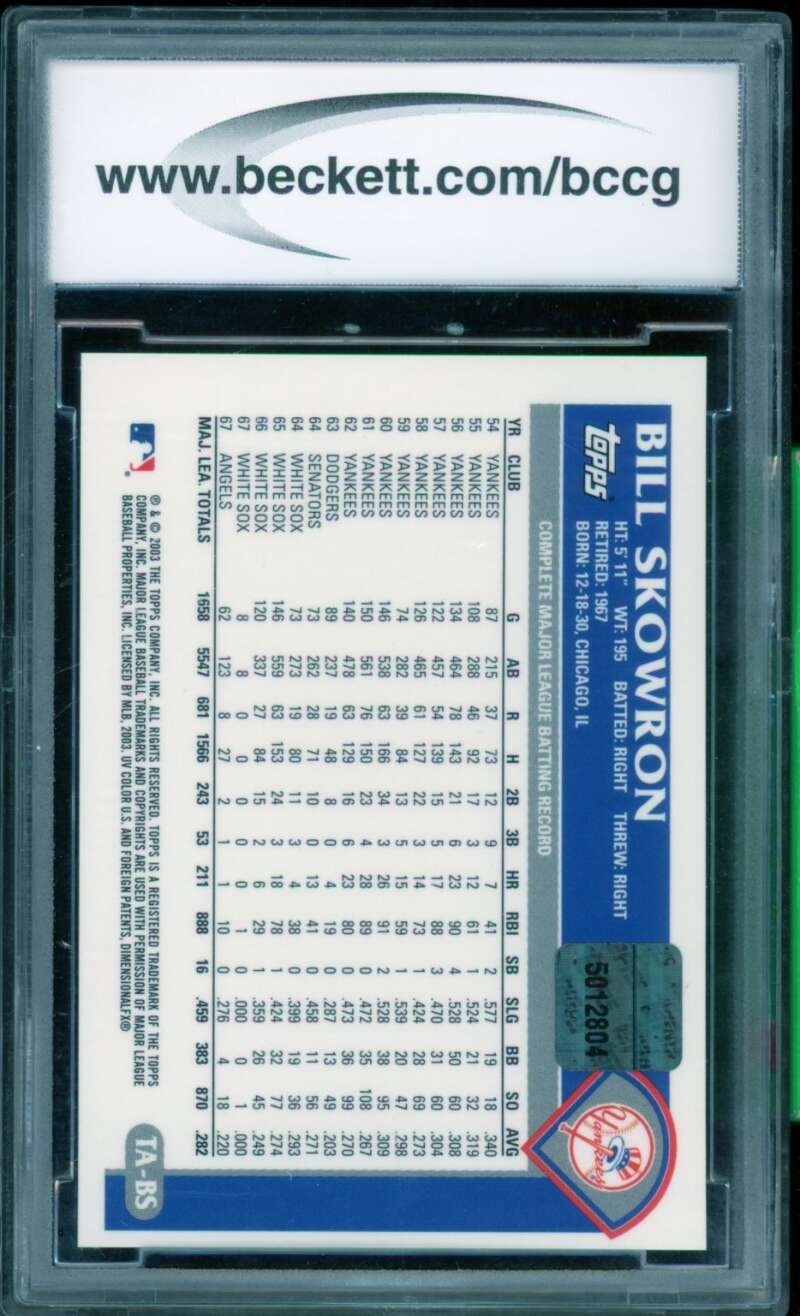 www.beckett.com/bccg
BILL SKOWRON
topps
HT: 5' 11" WT: 195 BATTED: RIGHT THREW: RIGHT
RETIRED: 1967
BORN: 12-18-30, CHICAGO, IL
5012804
Yankees
COMPLETE MAJOR LEAGUE BATTING RECORD
YR CLUB G AB R H 2B 3B HR RBI SB SLG BB SO AVG
54 YANKEES 87 215 37 73 12 9 7 41 2 .577 19 18 .340
55 YANKEES 108 288 46 92 17 3 12 61 1 .524 21 32 .319
56 YANKEES 134 464 78 143 21 6 23 90 4 .528 50 60 .308
57 YANKEES 122 457 54 139 15 5 17 88 3 .470 31 60 .304
58 YANKEES 126 465 61 127 22 3 14 73 1 .424 28 69 .273
59 YANKEES 74 282 39 84 13 5 15 59 1 .539 20 47 .298
60 YANKEES 146 538 63 166 34 3 26 91 2 .528 38 95 .309
61 YANKEES 150 561 76 150 23 4 28 89 0 .472 35 108 .267
62 YANKEES 140 478 63 129 16 6 23 80 0 .473 36 99 .270
63 DODGERS 89 237 19 48 8 0 4 19 0 .287 13 49 .203
64 SENATORS 73 262 28 71 10 0 13 41 0 .458 11 56 .271
64 WHITE SOX 73 273 19 80 11 3 4 38 0 .399 19 36 .293
65 WHITE SOX 146 559 63 153 24 3 18 78 1 .424 32 77 .274
66 WHITE SOX 120 337 27 84 15 2 6 29 1 .359 26 45 .249
67 WHITE SOX 8 8 0 0 0 0 0 1 0 .000 0 1 .000
67 ANGELS 62 123 8 27 2 1 1 10 0 .276 4 18 .220
MAJ. LEA. TOTALS 1658 5547 681 1566 243 53 211 888 16 .459 383 870 .282
® & © 2003 THE TOPPS COMPANY, INC. ALL RIGHTS RESERVED. TOPPS IS A REGISTERED TRADEMARK OF THE TOPPS
COMPANY, INC. MAJOR LEAGUE BASEBALL TRADEMARKS AND COPYRIGHTS ARE USED WITH PERMISSION OF MAJOR LEAGUE
BASEBALL PROPERTIES, INC. LICENSED BY MLB, 2003. UV COLOR U.S. AND FOREIGN PATENTS, DIMENSIONALFX®
TA-BS